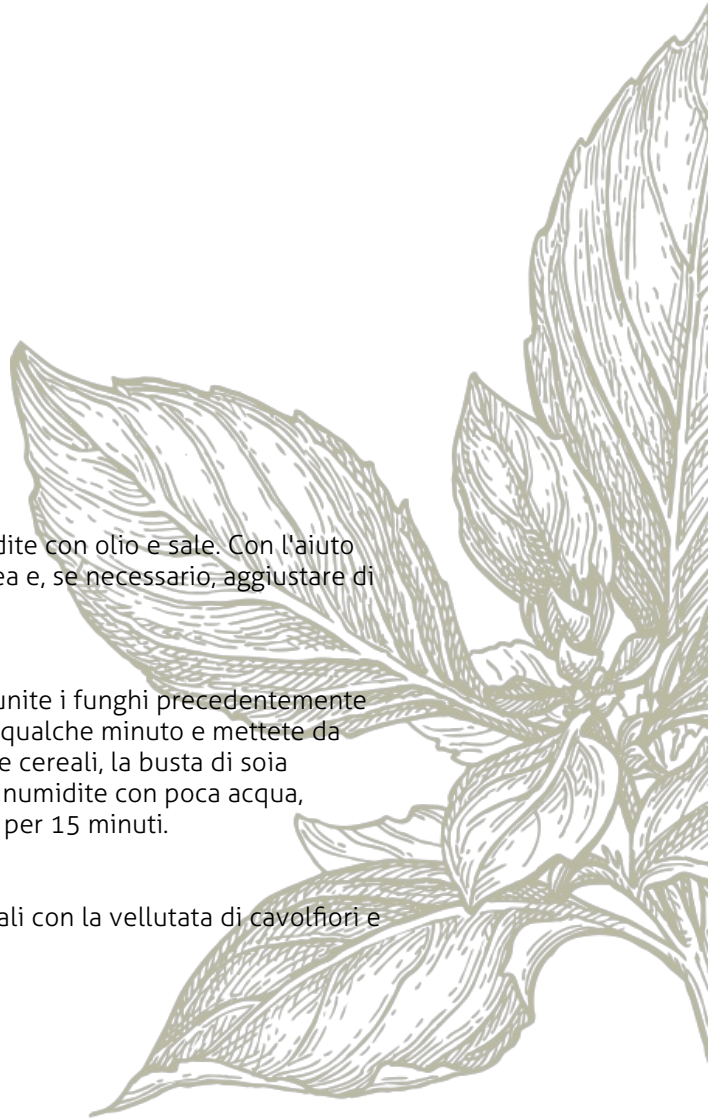 dite con olio e sale. Con l'aiuto
ea e, se necessario, aggiustare di
unite i funghi precedentemente
qualche minuto e mettete da
e cereali, la busta di soia
numidite con poca acqua,
per 15 minuti.
ali con la vellutata di cavolfiori e